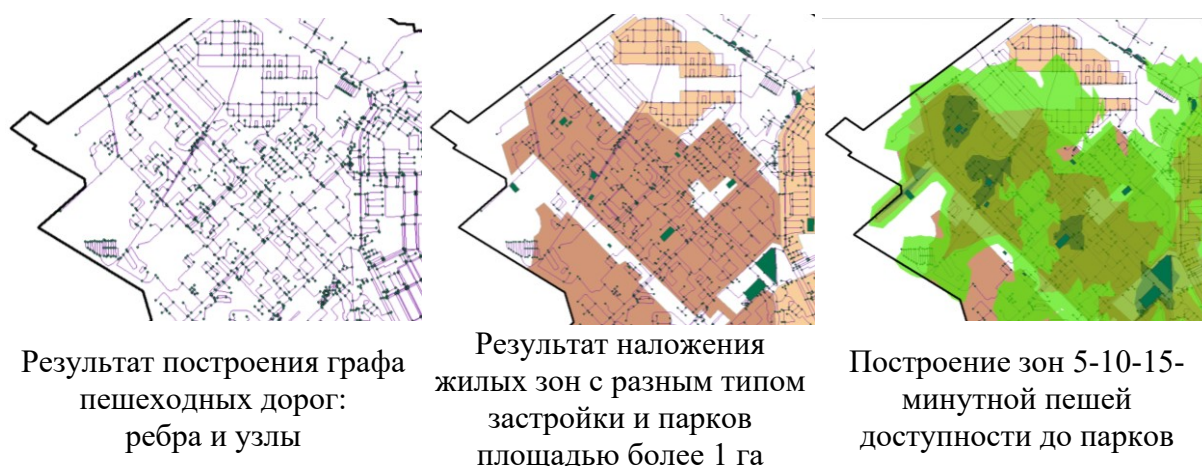 Результат построения графа
пешеходных дорог:
ребра и узлы
Результат наложения
жилых зон с разным типом
застройки и парков
площадью более 1 га
Построение зон 5-10-15-
минутной пешей
доступности до парков